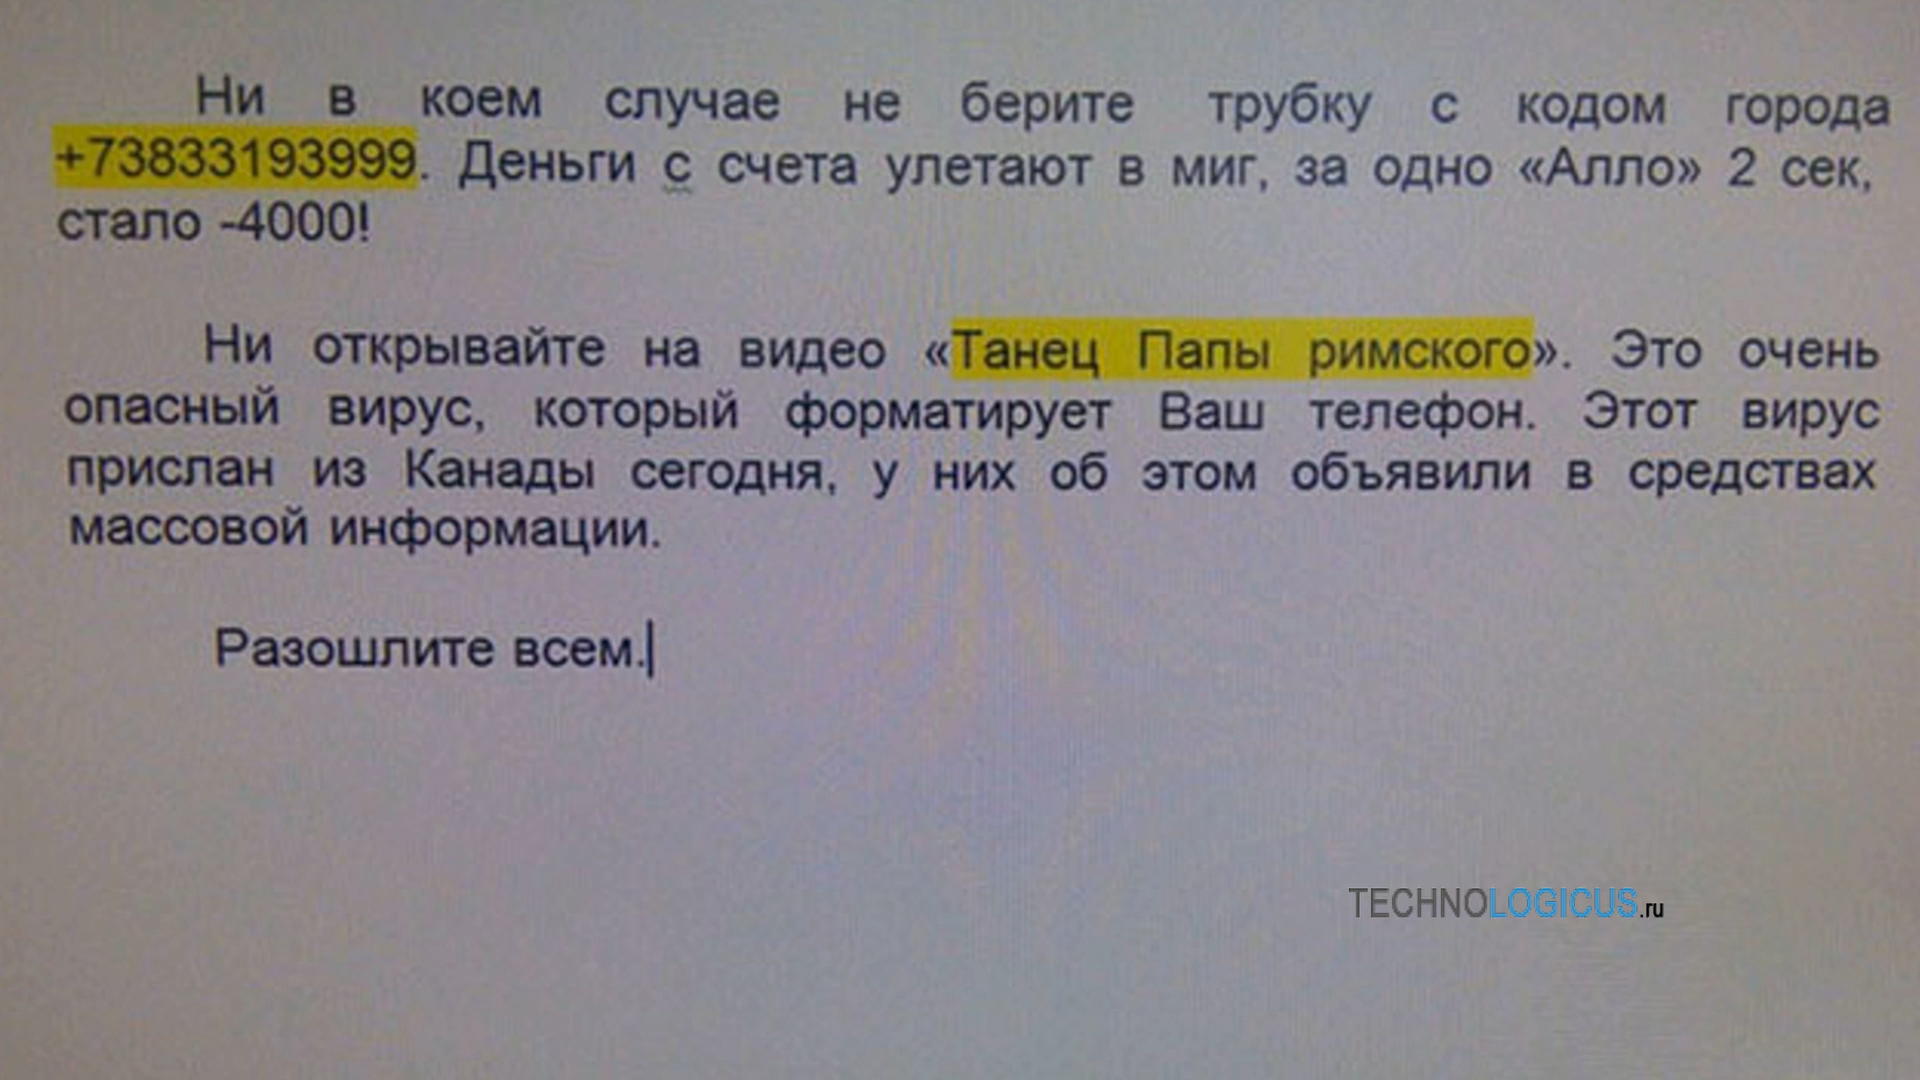 Ни в коем случае не берите трубку с кодом города
+73833193999. Деньги с счета улетают в миг, за одно «Алло» 2 сек,
стало -4000!
Ни открывайте на видео «Танец Папы римского». Это очень
опасный вирус, который форматирует Ваш телефон. Этот вирус
прислан из Канады сегодня, у них об этом объявили в средствах
массовой информации.
Разошлите всем.
TECHNOLOGICUS.ru